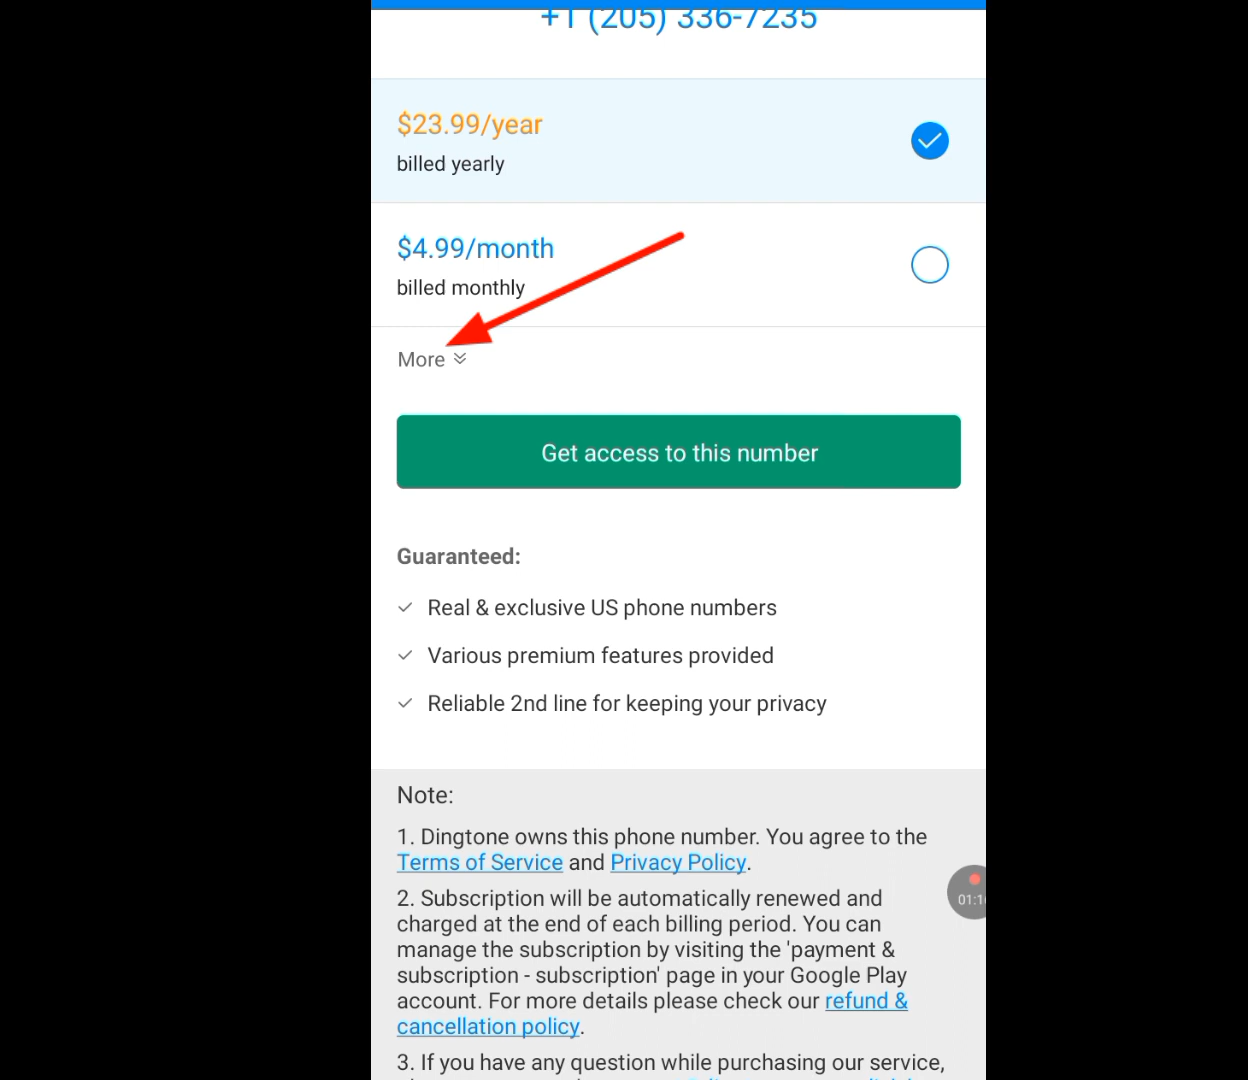 +1 (205) 336-7235
$23.99/year
billed yearly
$4.99/month
billed monthly
More
Get access to this number
Guaranteed:
Real & exclusive US phone numbers
Various premium features provided
Reliable 2nd line for keeping your privacy
Note:
1. Dingtone owns this phone number. You agree to the
Terms of Service and Privacy Policy.
2. Subscription will be automatically renewed and
charged at the end of each billing period. You can
manage the subscription by visiting the 'payment &
subscription - subscription' page in your Google Play
account. For more details please check our refund &
cancellation policy.
3. If you have any question while purchasing our service,